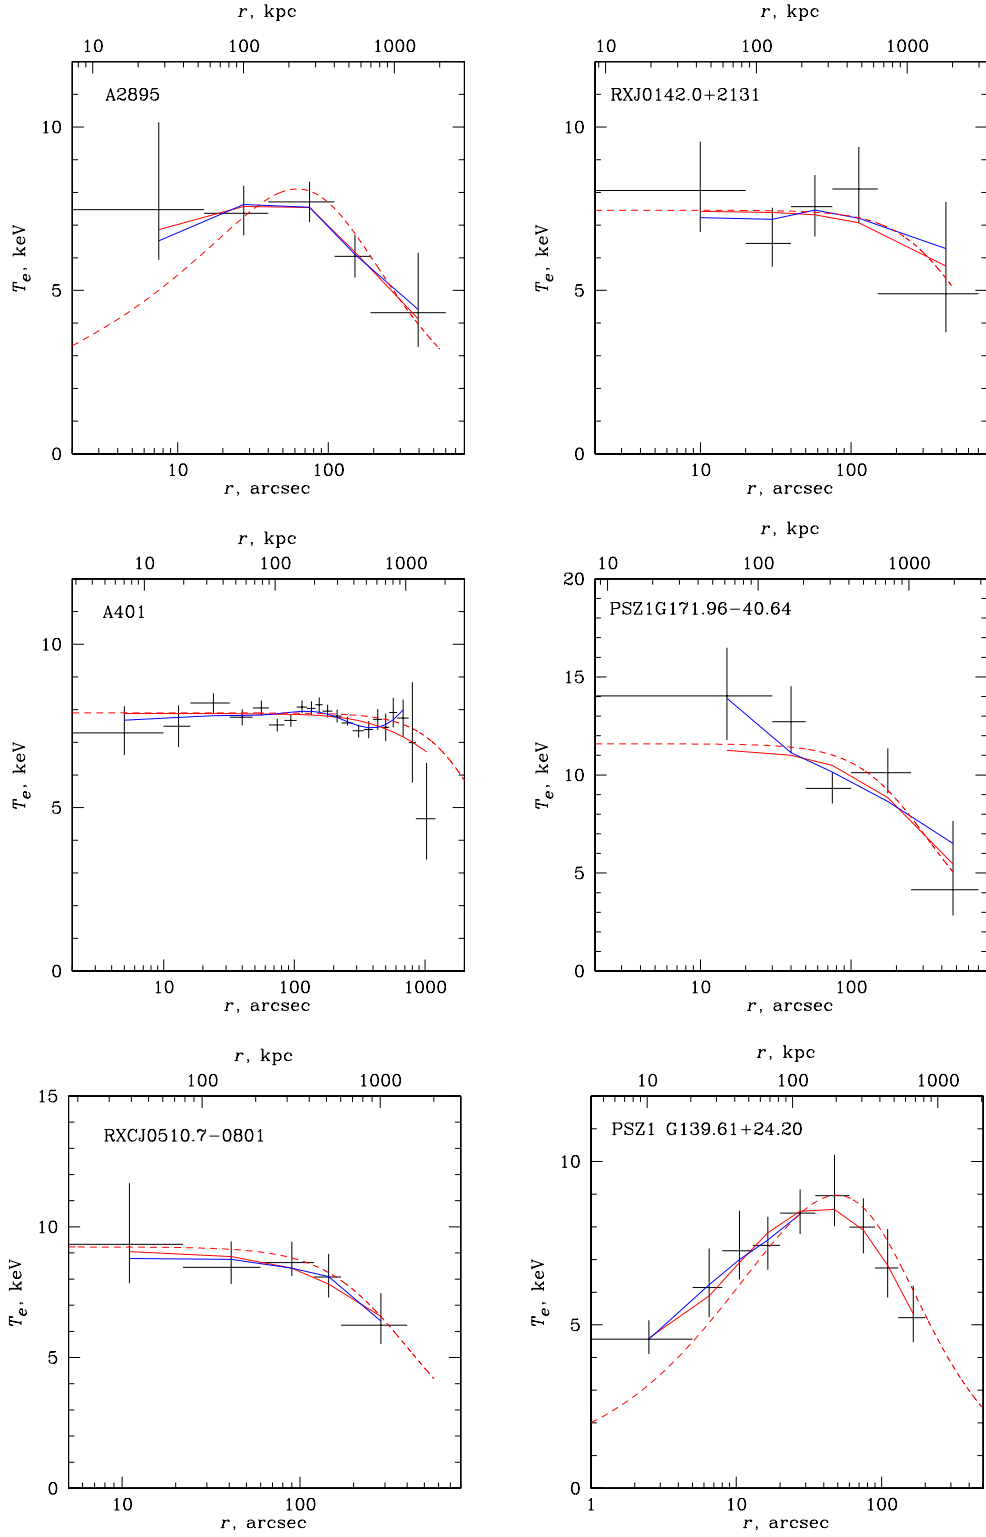 r, kpc
10 100 1000
A2895
10
5
0
T_e, keV
10 100
r, arcsec
r, kpc
100 1000
RXJ0142.0+2131
10
5
0
T_e, keV
10 100
r, arcsec
r, kpc
10 100 1000
A401
10
5
0
T_e, keV
10 100 1000
r, arcsec
r, kpc
100 1000
20
PSZ1G171.96−40.64
15
10
5
0
T_e, keV
10 100
r, arcsec
r, kpc
100 1000
15
RXCJ0510.7−0801
10
5
0
T_e, keV
10 100
r, arcsec
r, kpc
10 100 1000
PSZ1 G139.61+24.20
10
5
0
T_e, keV
1 10 100
r, arcsec